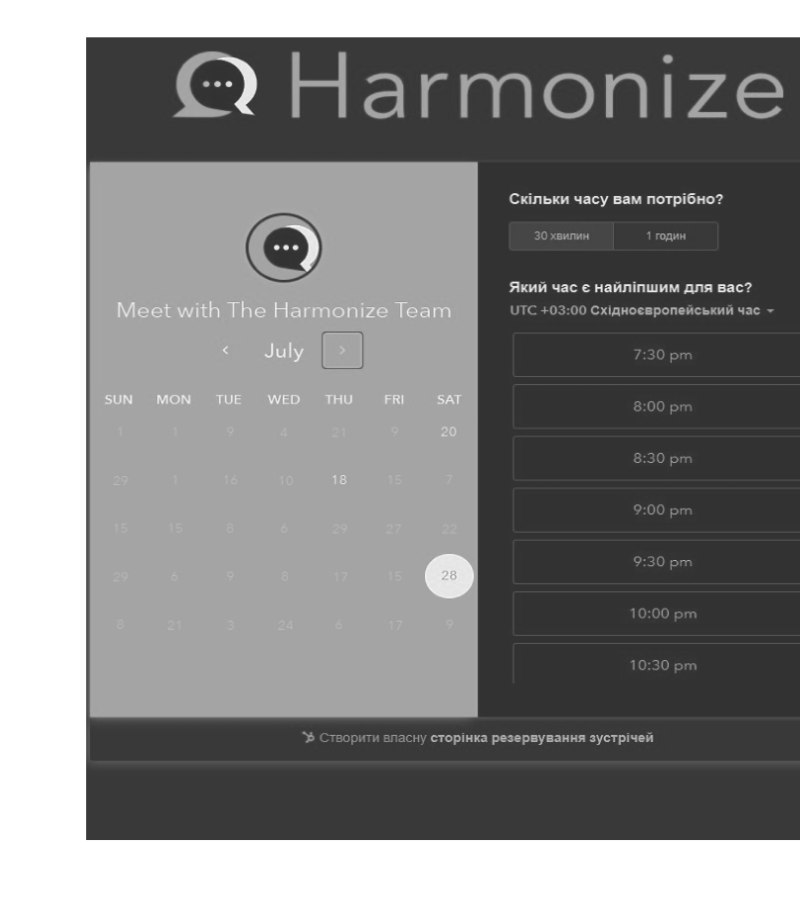 Harmonize
Meet with The Harmonize Team
July
SUN MON TUE WED THU FRI SAT
1 1 9 4 21 9 20
29 1 16 10 18 15 7
15 15 8 6 29 27 22
29 6 9 8 17 15 28
8 21 3 24 6 17 9
Скільки часу вам потрібно?
30 хвилин 1 годин
Який час є найліпшим для вас?
UTC +03:00 Східноєвропейський час
7:30 pm
8:00 pm
8:30 pm
9:00 pm
9:30 pm
10:00 pm
10:30 pm
Створити власну сторінка резервування зустрічей